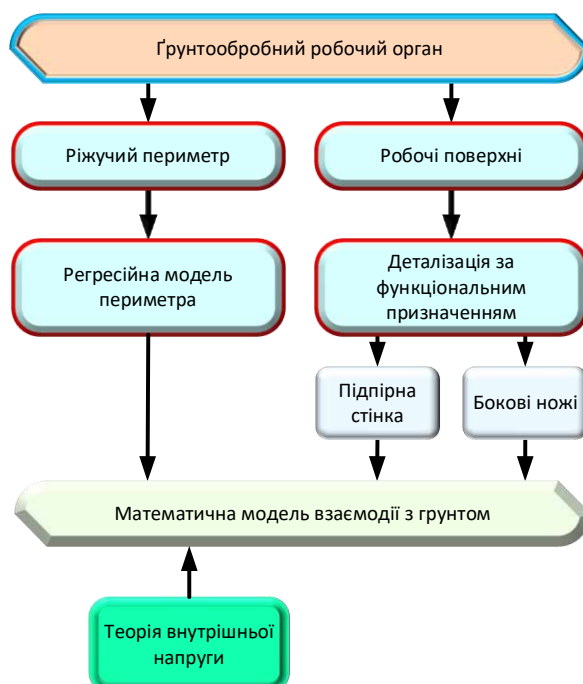 Ґрунтообробний робочий орган
Ріжучий периметр
Робочі поверхні
Регресійна модель
периметра
Деталізація за
функціональним
призначенням
Підпірна
стінка
Бокові ножі
Математична модель взаємодії з грунтом
Теорія внутрішньої
напруги